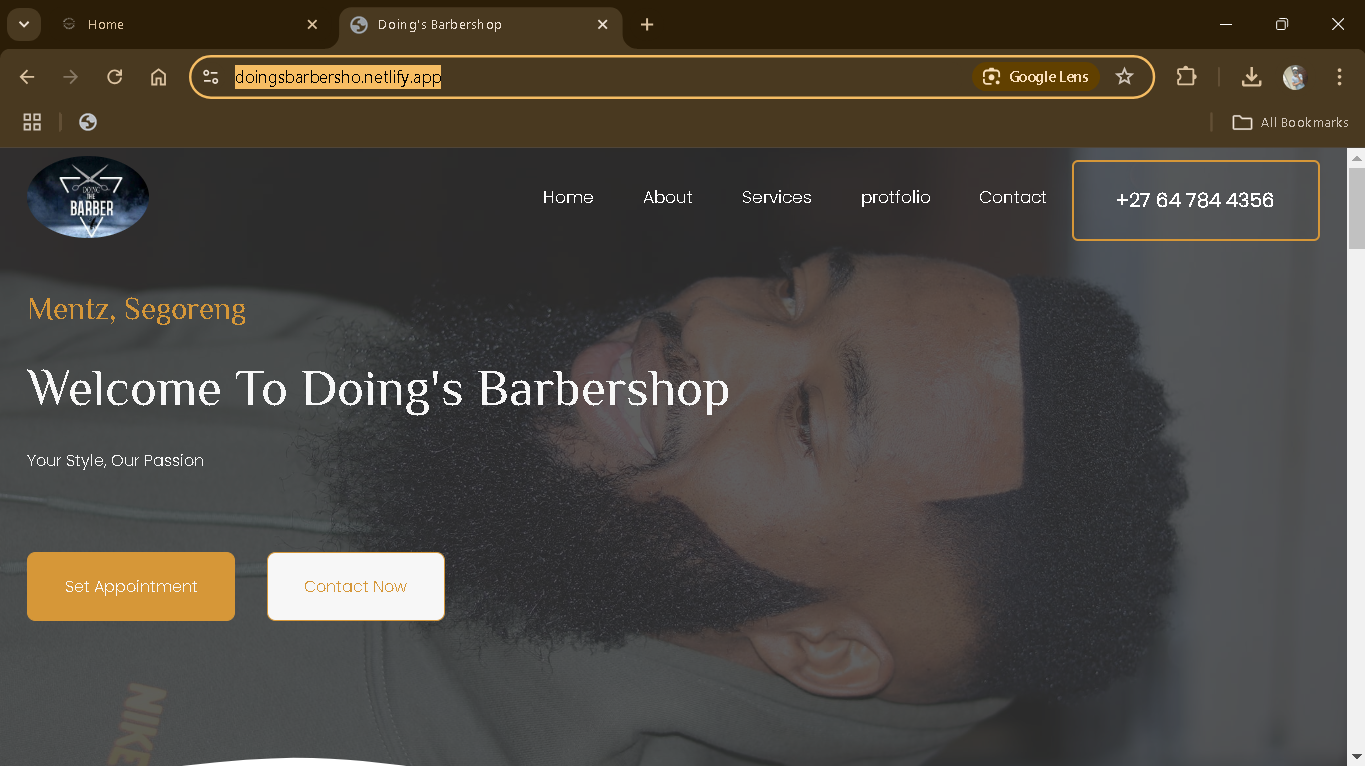 Home
Doing's Barbershop
doingsbarbersho.netlify.app
Google Lens
All Bookmarks
DOING
THE
BARBER
Home About Services protfolio Contact
+27 64 784 4356
Mentz, Segoreng
Welcome To Doing's Barbershop
Your Style, Our Passion
Set Appointment
Contact Now
NIKE